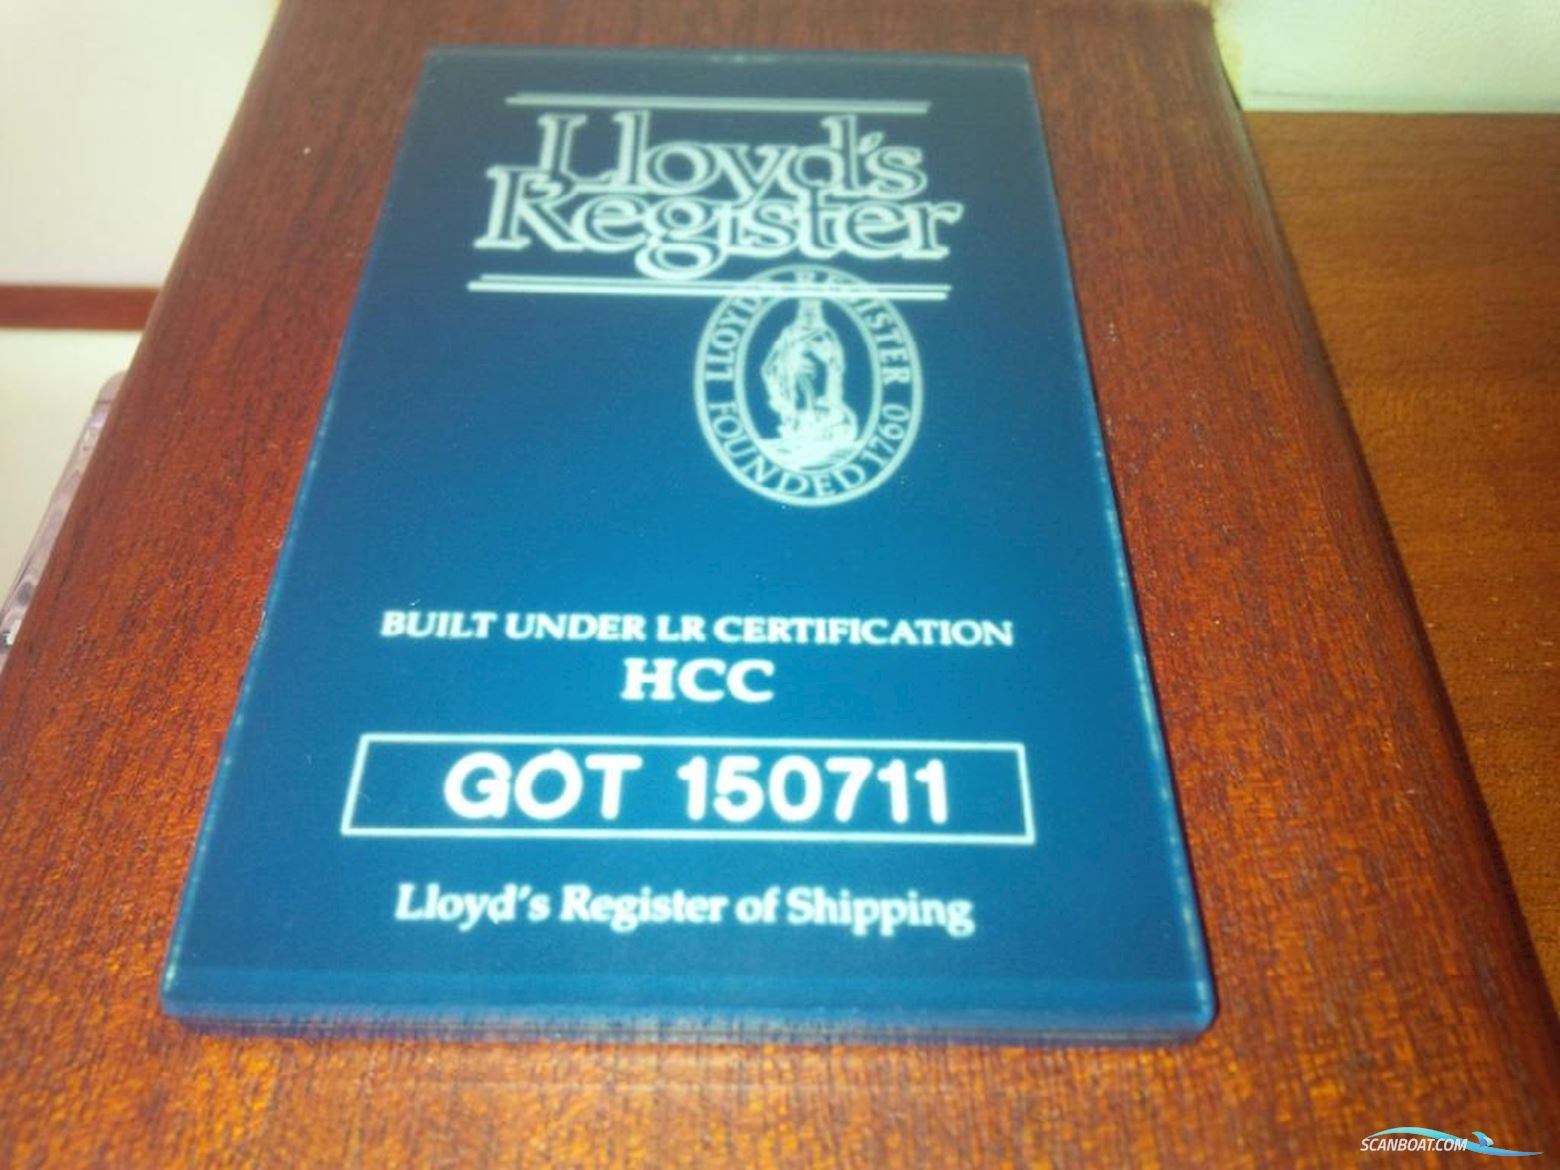 Lloyd's
Register
LLOYD'S REGISTER
FOUNDED 1760
BUILT UNDER LR CERTIFICATION
HCC
GOT 150711
Lloyd's Register of Shipping
SCANBOAT.COM